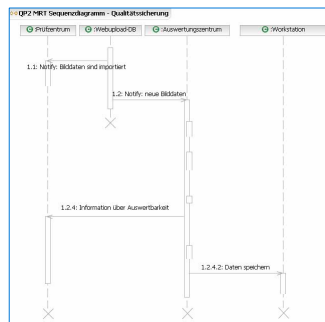 QP2 MRT Sequenzdiagramm - Qualitätssicherung
:Prüfzentrum :Webupload-DB :Auswertungszentrum :Workstation
1.1: Notify: Bilddaten sind importiert
1.2: Notify: neue Bilddaten
1.2.4: Information über Auswertbarkeit
1.2.4.2: Daten speichern